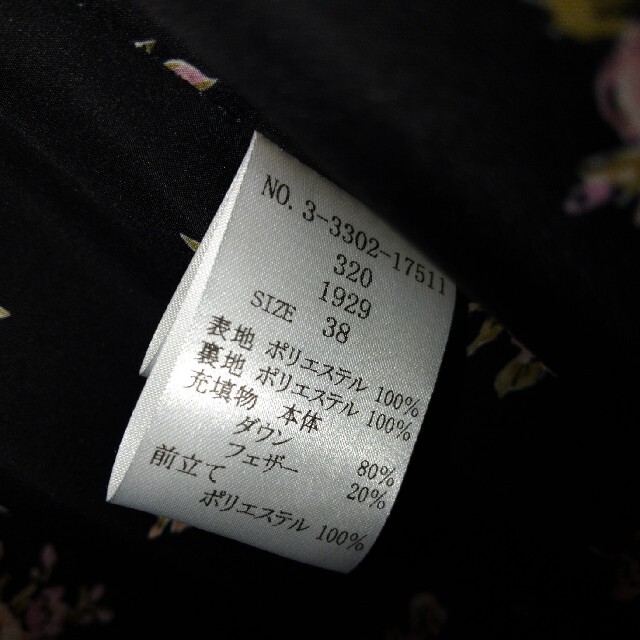 NO. 3-3302-17511
320
1929
SIZE 38
表地 ポリエステル 100%
裏地 ポリエステル 100%
充填物 本体
ダウン 80%
フェザー 20%
前立て
ポリエステル 100%